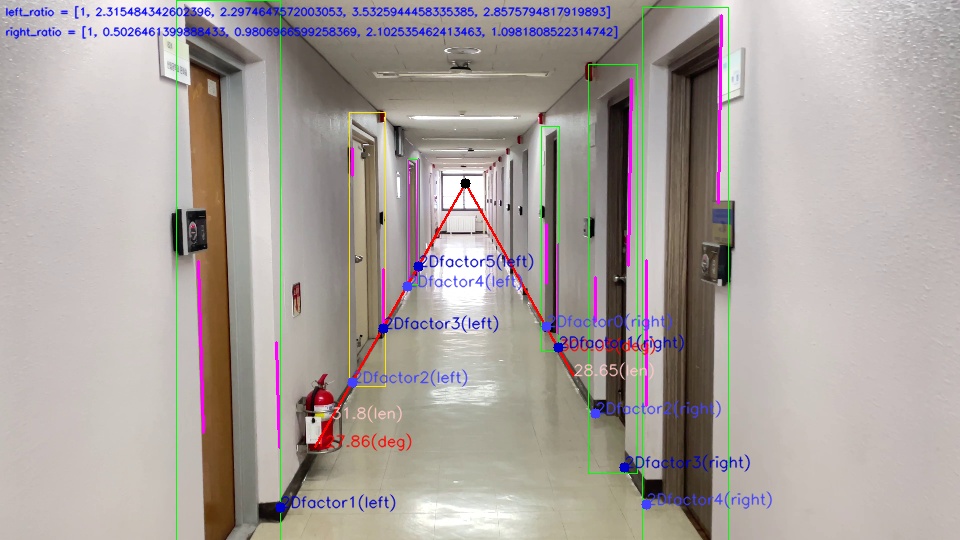 left_ratio = [1, 2.315484342602396, 2.2974647572003053, 3.5325944458335385, 2.8575794817919893]
right_ratio = [1, 0.5026461399888433, 0.9806966599258369, 2.102535462413463, 1.0981808522314742]
2Dfactor5(left)
2Dfactor4(left)
2Dfactor3(left)
2Dfactor0(right)
2Dfactor1(right)
28.65(len)
2Dfactor2(left)
2Dfactor2(right)
31.8(len)
27.86(deg)
2Dfactor3(right)
2Dfactor1(left)
2Dfactor4(right)